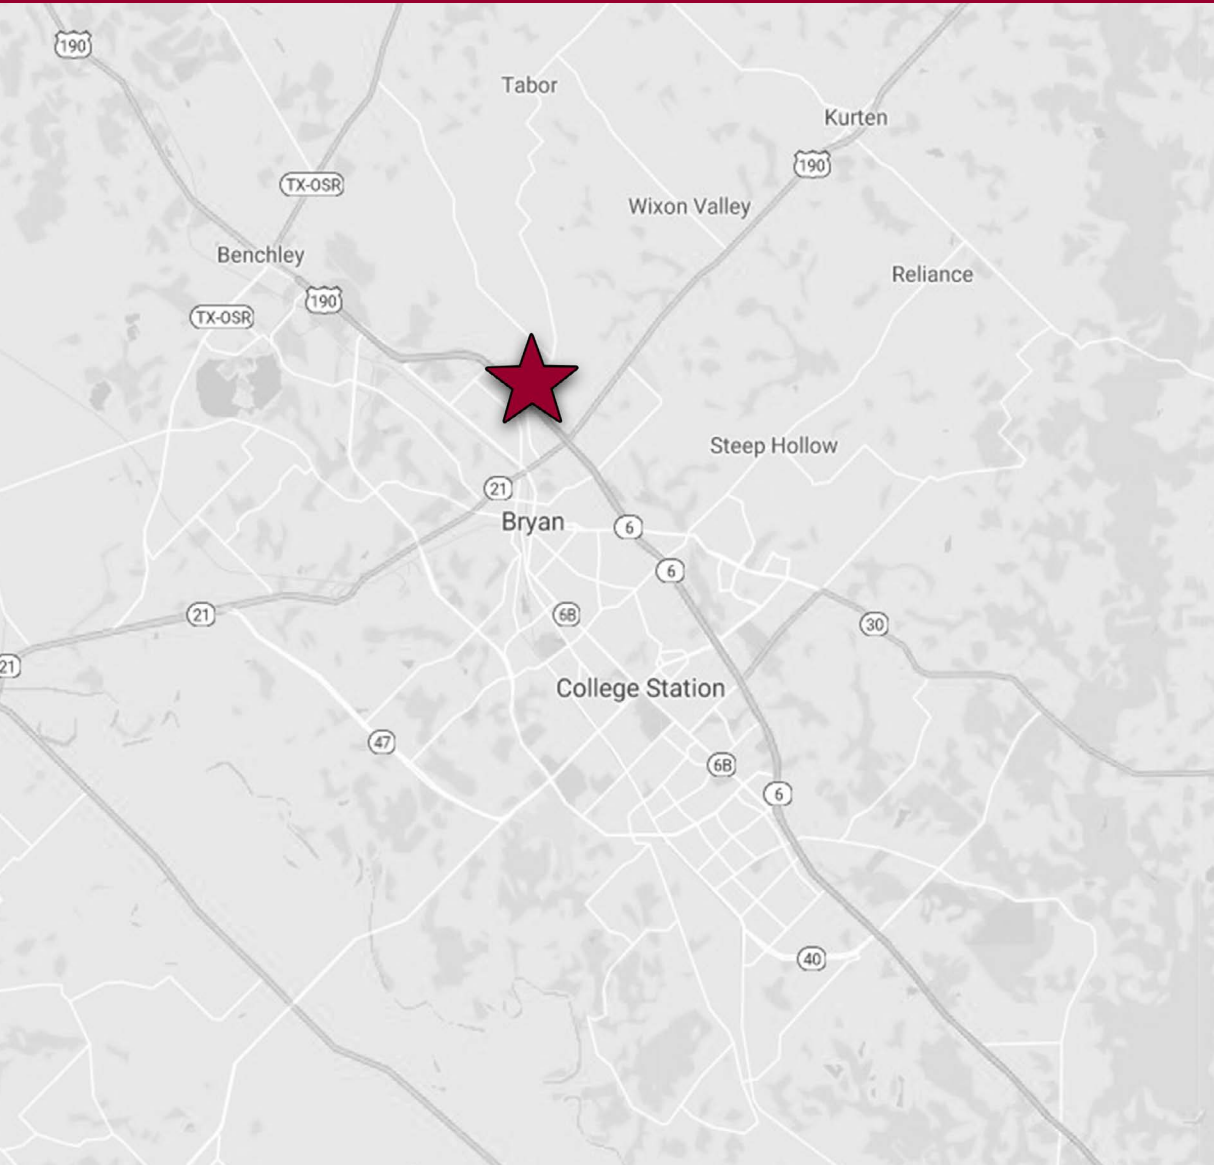 190
Tabor
Kurten
190
TX-OSR
Wixon Valley
Benchley
Reliance
190
TX-OSR
Steep Hollow
21
Bryan
6
6
21
6B
30
21
College Station
47
6B
6
40